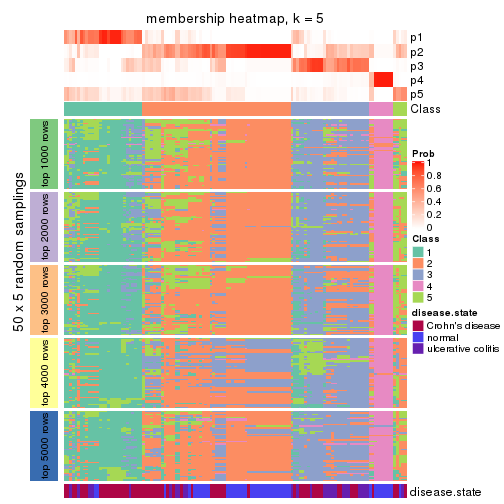 membership heatmap, k = 5
p1
p2
p3
p4
p5
Class
50 x 5 random samplings
top 1000 rows
top 2000 rows
top 3000 rows
top 4000 rows
top 5000 rows
disease.state
Prob
1
0.8
0.6
0.4
0.2
0
Class
1
2
3
4
5
disease.state
Crohn's disease
normal
ulcerative colitis